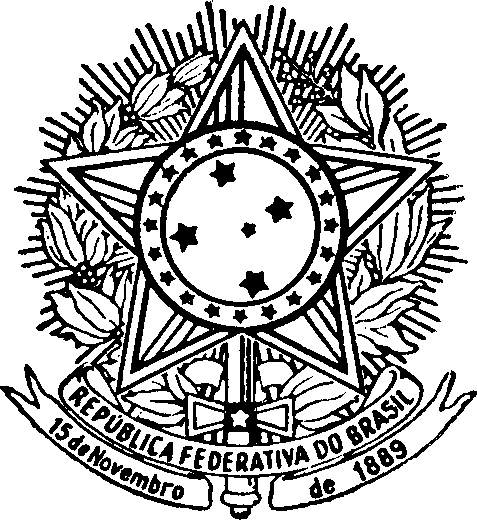 REPÚBLICA FEDERATIVA DO BRASIL
15 de Novembro de 1889